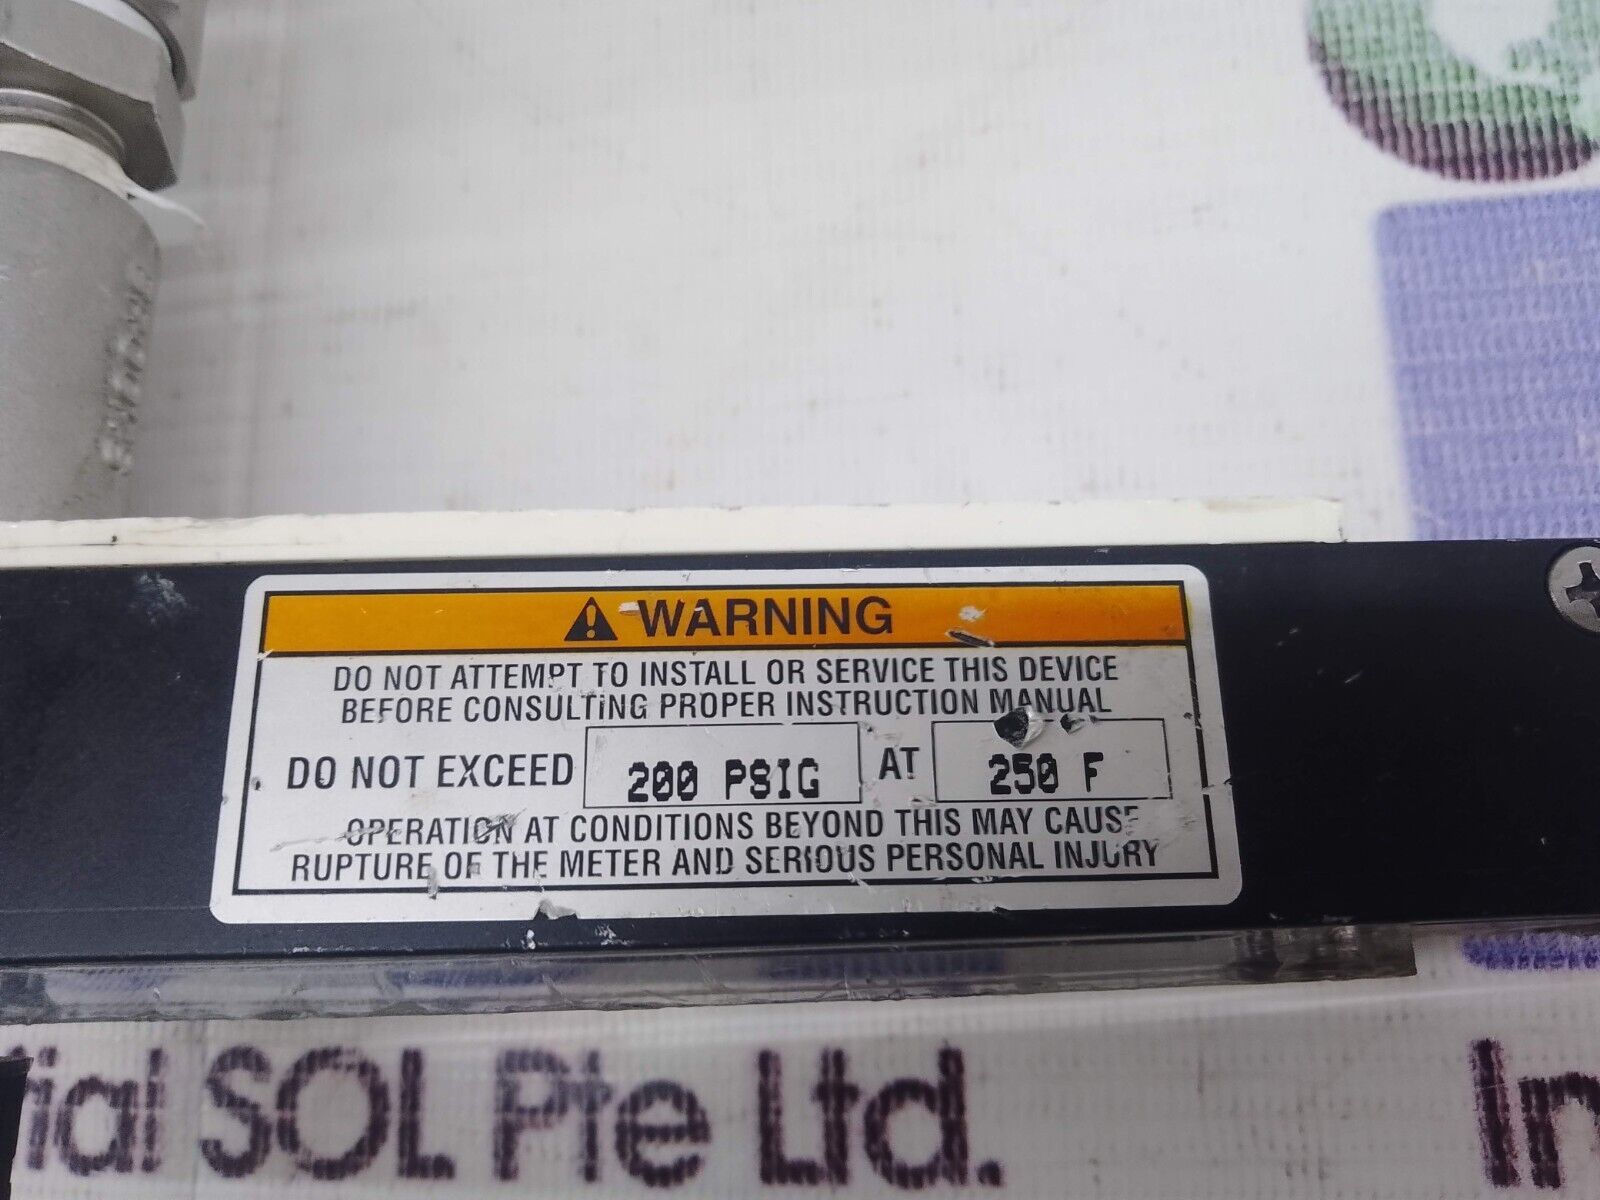 WARNING
DO NOT ATTEMPT TO INSTALL OR SERVICE THIS DEVICE
BEFORE CONSULTING PROPER INSTRUCTION MANUAL
DO NOT EXCEED 200 PSIG AT 250 F
OPERATION AT CONDITIONS BEYOND THIS MAY CAUSE
RUPTURE OF THE METER AND SERIOUS PERSONAL INJURY
rial SOL Pte Ltd. In